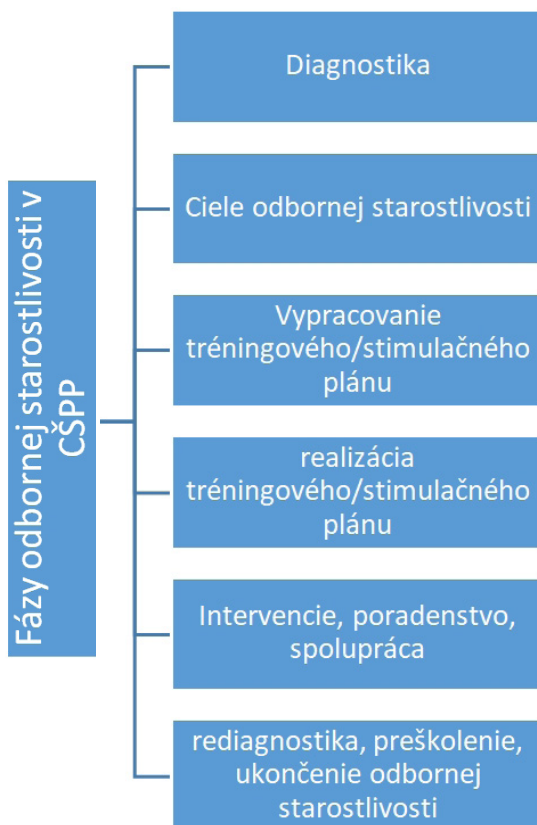 Fázy odbornej starostlivosti v
CŠPP
Diagnostika
Ciele odbornej starostlivosti
Vypracovanie
tréningového/stimulačného
plánu
realizácia
tréningového/stimulačného
plánu
Intervencie, poradenstvo,
spolupráca
rediagnostika, preškolenie,
ukončenie odbornej
starostlivosti